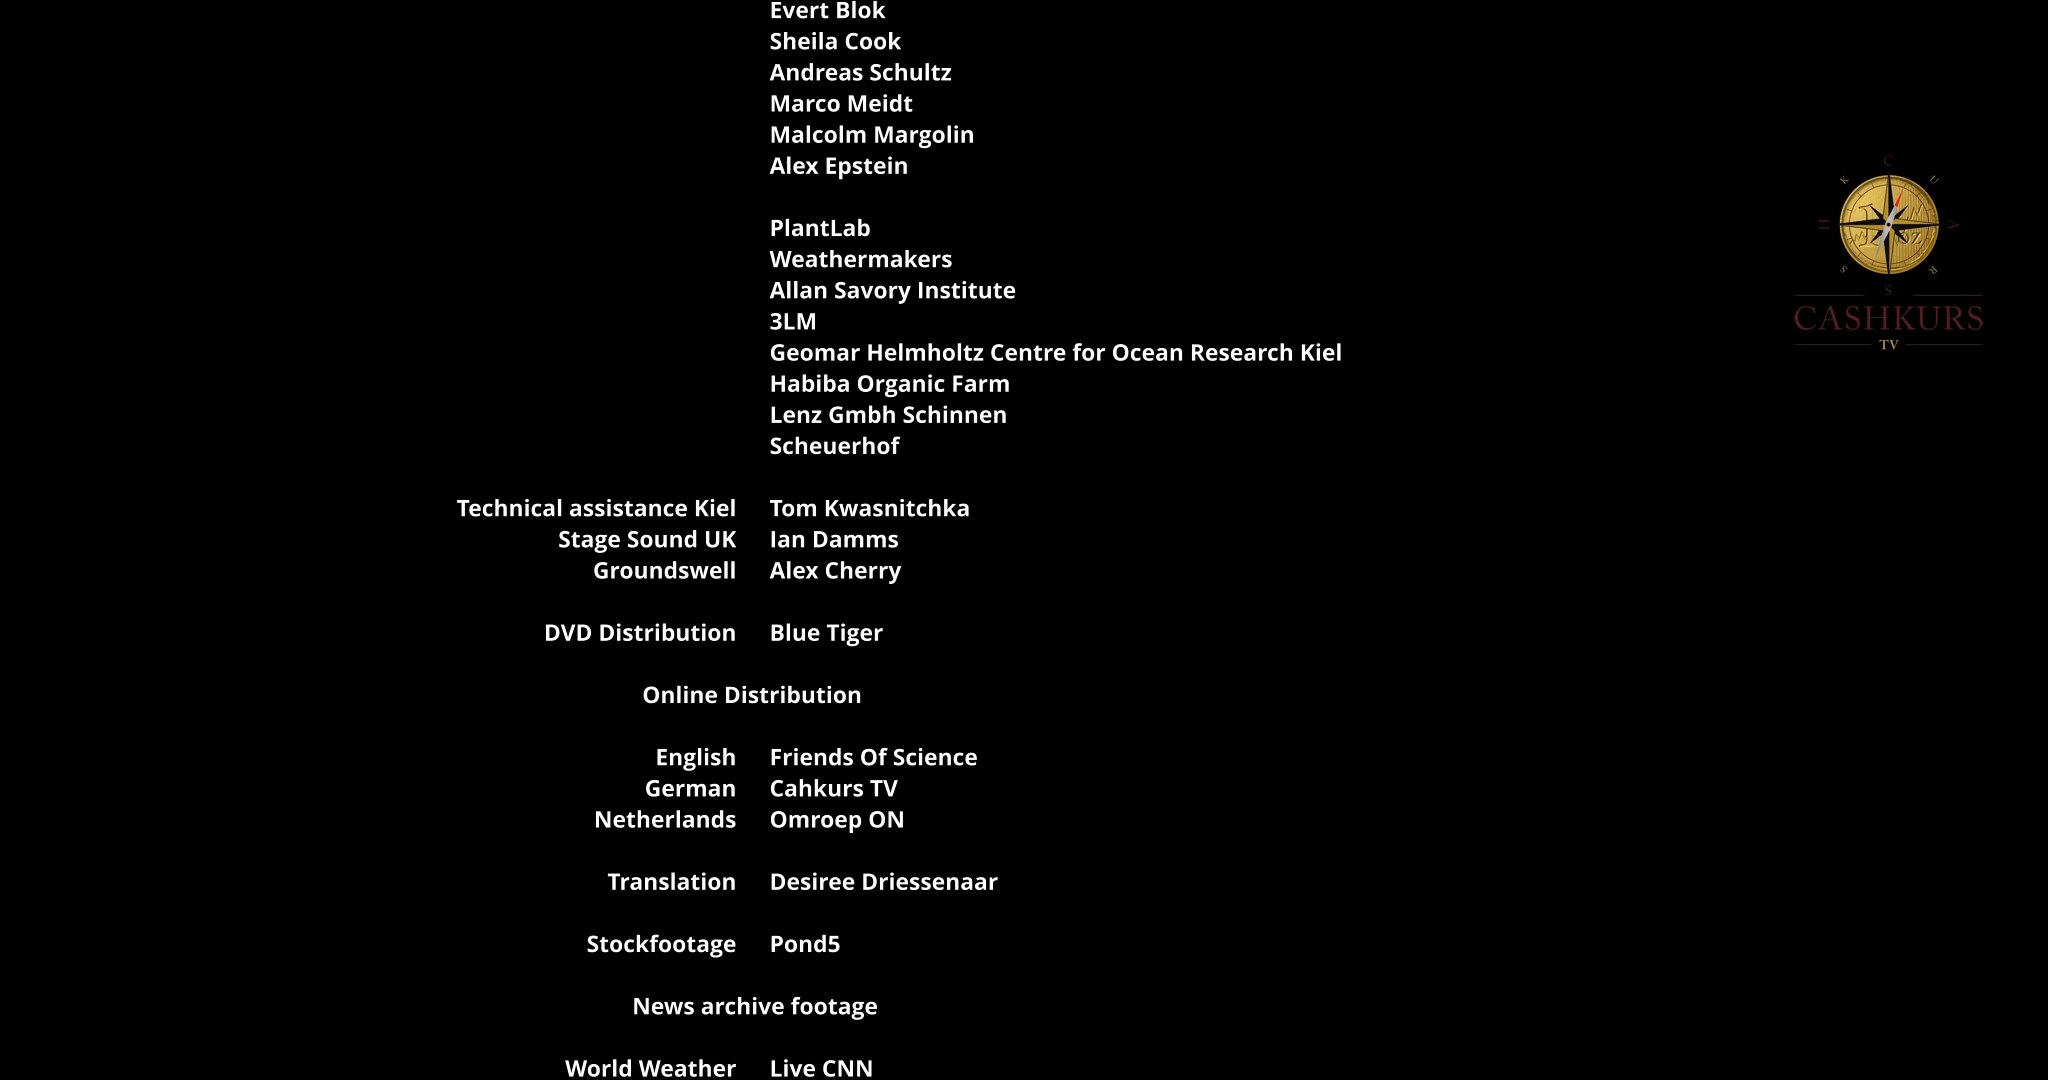 Evert Blok
Sheila Cook
Andreas Schultz
Marco Meidt
Malcolm Margolin
Alex Epstein
PlantLab
Weathermakers
Allan Savory Institute
3LM
Geomar Helmholtz Centre for Ocean Research Kiel
Habiba Organic Farm
Lenz Gmbh Schinnen
Scheuerhof
Technical assistance Kiel Tom Kwasnitchka
Stage Sound UK Ian Damms
Groundswell Alex Cherry
DVD Distribution Blue Tiger
Online Distribution
English Friends Of Science
German Cahkurs TV
Netherlands Omroep ON
Translation Desiree Driessenaar
Stockfootage Pond5
News archive footage
World Weather Live CNN
CASHKURS
TV